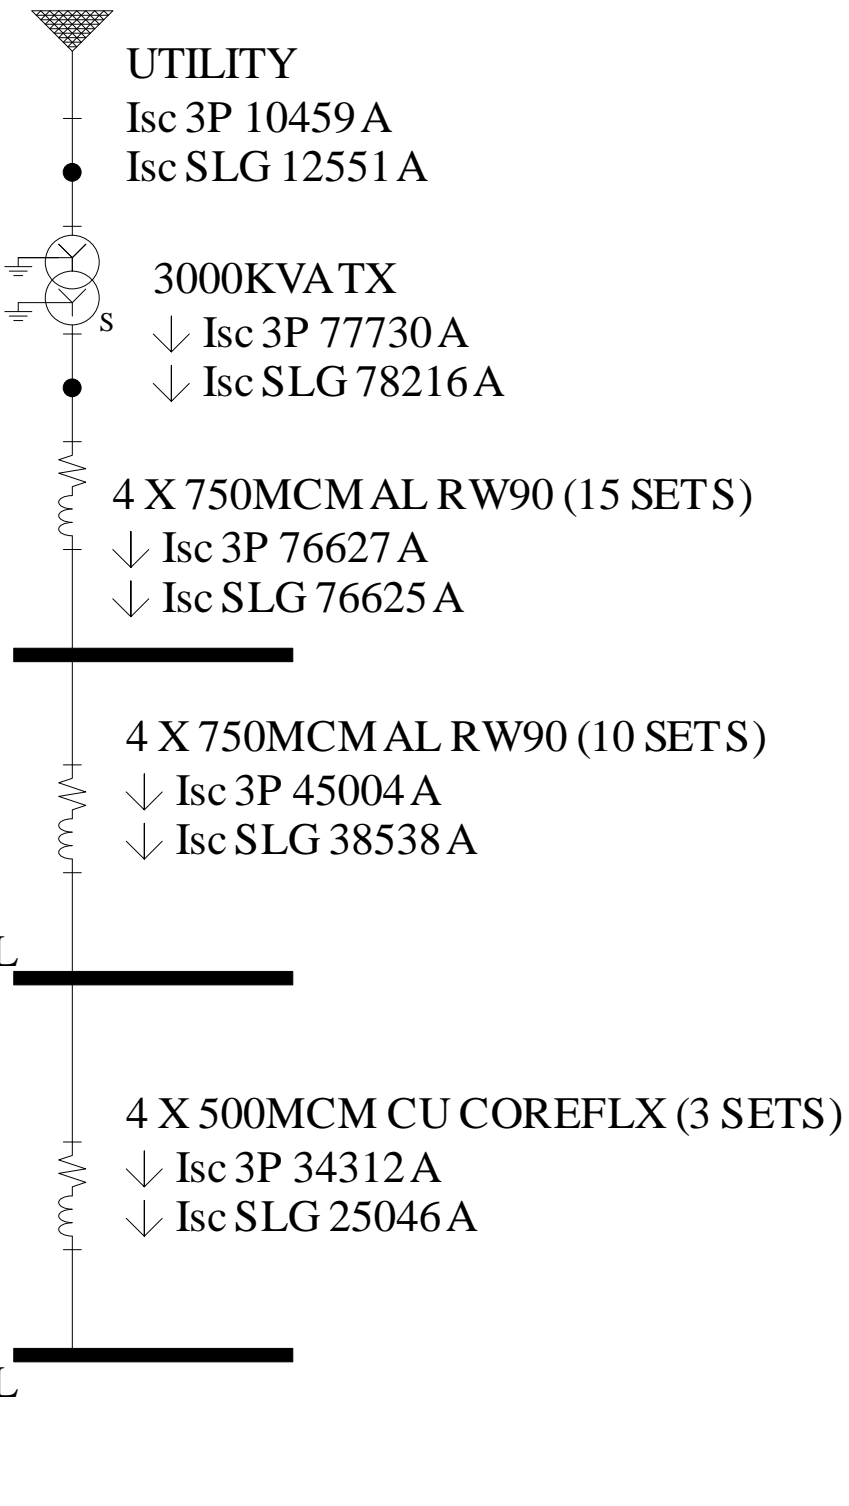 UTILITY
Isc 3P 10459 A
Isc SLG 12551 A
3000KVA TX
S
↓ Isc 3P 77730 A
↓ Isc SLG 78216 A
4 X 750MCM AL RW90 (15 SETS)
↓ Isc 3P 76627 A
↓ Isc SLG 76625 A
4 X 750MCM AL RW90 (10 SETS)
↓ Isc 3P 45004 A
↓ Isc SLG 38538 A
L
4 X 500MCM CU COREFLX (3 SETS)
↓ Isc 3P 34312 A
↓ Isc SLG 25046 A
L